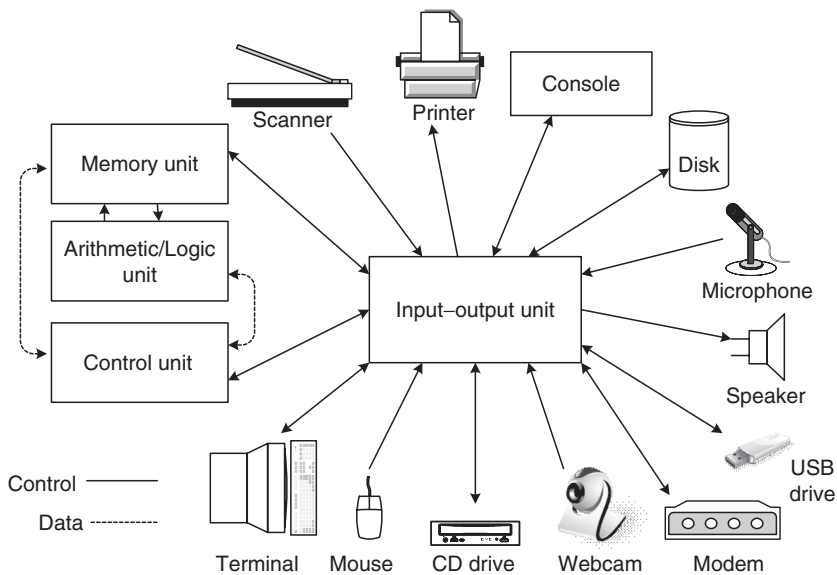 Scanner
Printer
Console
Disk
Memory unit
Arithmetic/Logic
unit
Control unit
Input–output unit
Microphone
Speaker
USB
drive
Control
Data
Terminal
Mouse
CD drive
Webcam
Modem